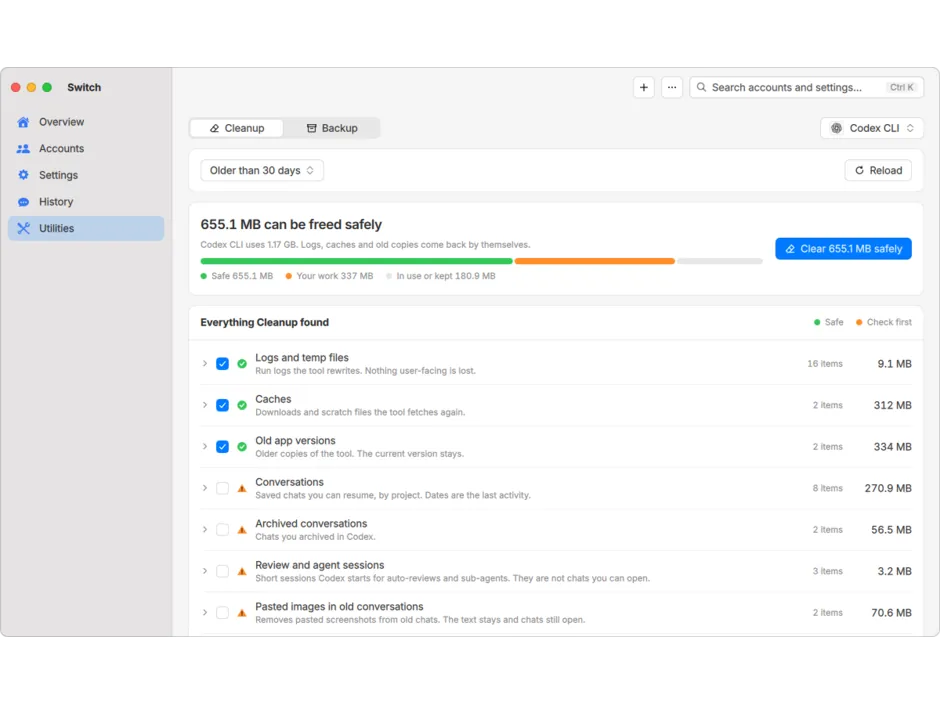 Switch
Search accounts and settings... Ctrl K
Overview
Accounts
Settings
History
Utilities
Cleanup
Backup
Codex CLI
Older than 30 days
Reload
655.1 MB can be freed safely
Codex CLI uses 1.17 GB. Logs, caches and old copies come back by themselves.
Clear 655.1 MB safely
Safe 655.1 MB
Your work 337 MB
In use or kept 180.9 MB
Everything Cleanup found
Safe
Check first
Logs and temp files
Run logs the tool rewrites. Nothing user-facing is lost.
16 items
9.1 MB
Caches
Downloads and scratch files the tool fetches again.
2 items
312 MB
Old app versions
Older copies of the tool. The current version stays.
2 items
334 MB
Conversations
Saved chats you can resume, by project. Dates are the last activity.
8 items
270.9 MB
Archived conversations
Chats you archived in Codex.
2 items
56.5 MB
Review and agent sessions
Short sessions Codex starts for auto-reviews and sub-agents. They are not chats you can open.
3 items
3.2 MB
Pasted images in old conversations
Removes pasted screenshots from old chats. The text stays and chats still open.
2 items
70.6 MB